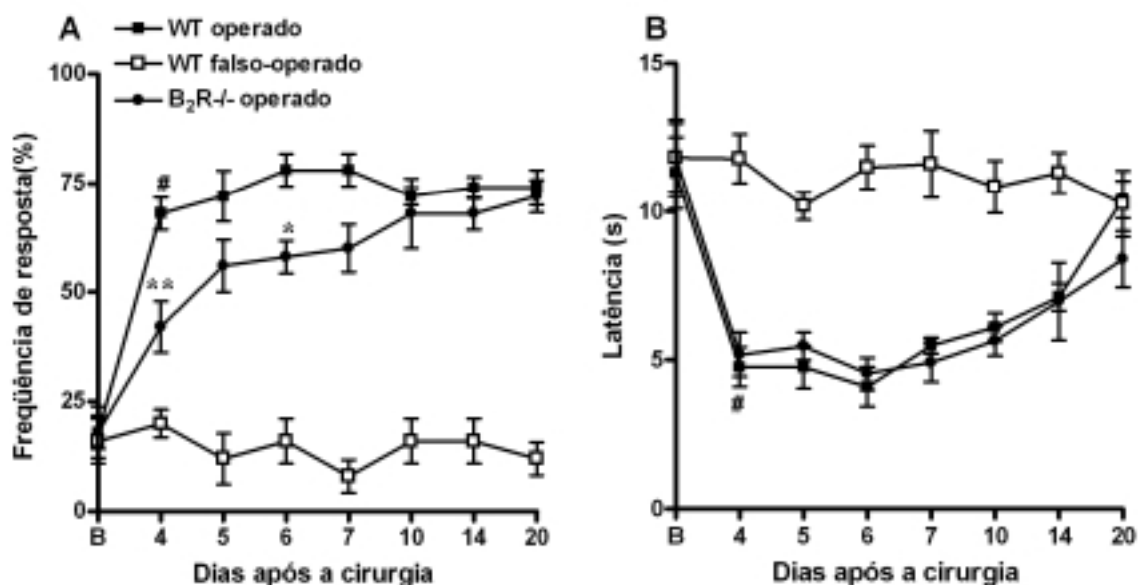 A
WT operado
WT falso-operado
B₂R-/- operado
Freqüência de resposta(%)
100
75
50
25
0
#
**
*
B 4 5 6 7 10 14 20
Dias após a cirurgia
B
Latência (s)
15
10
5
0
#
B 4 5 6 7 10 14 20
Dias após a cirurgia